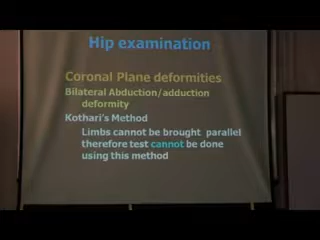 Hip examination
Coronal Plane deformities
Bilateral Abduction/adduction
deformity
Kothari's Method
Limbs cannot be brought parallel
therefore test cannot be done
using this method